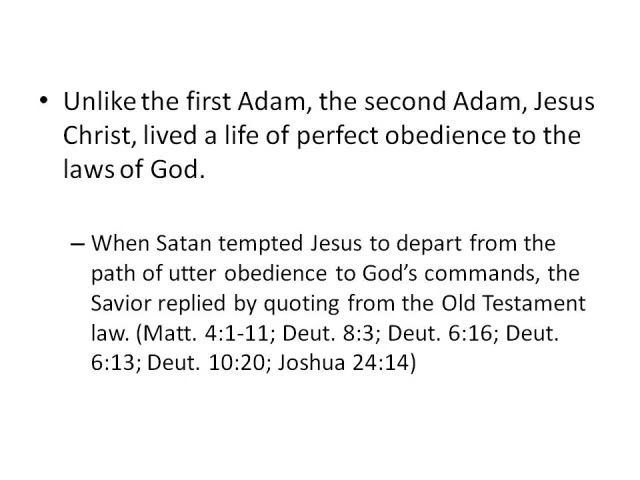 • Unlike the first Adam, the second Adam, Jesus
Christ, lived a life of perfect obedience to the
laws of God.
– When Satan tempted Jesus to depart from the
path of utter obedience to God’s commands, the
Savior replied by quoting from the Old Testament
law. (Matt. 4:1-11; Deut. 8:3; Deut. 6:16; Deut.
6:13; Deut. 10:20; Joshua 24:14)